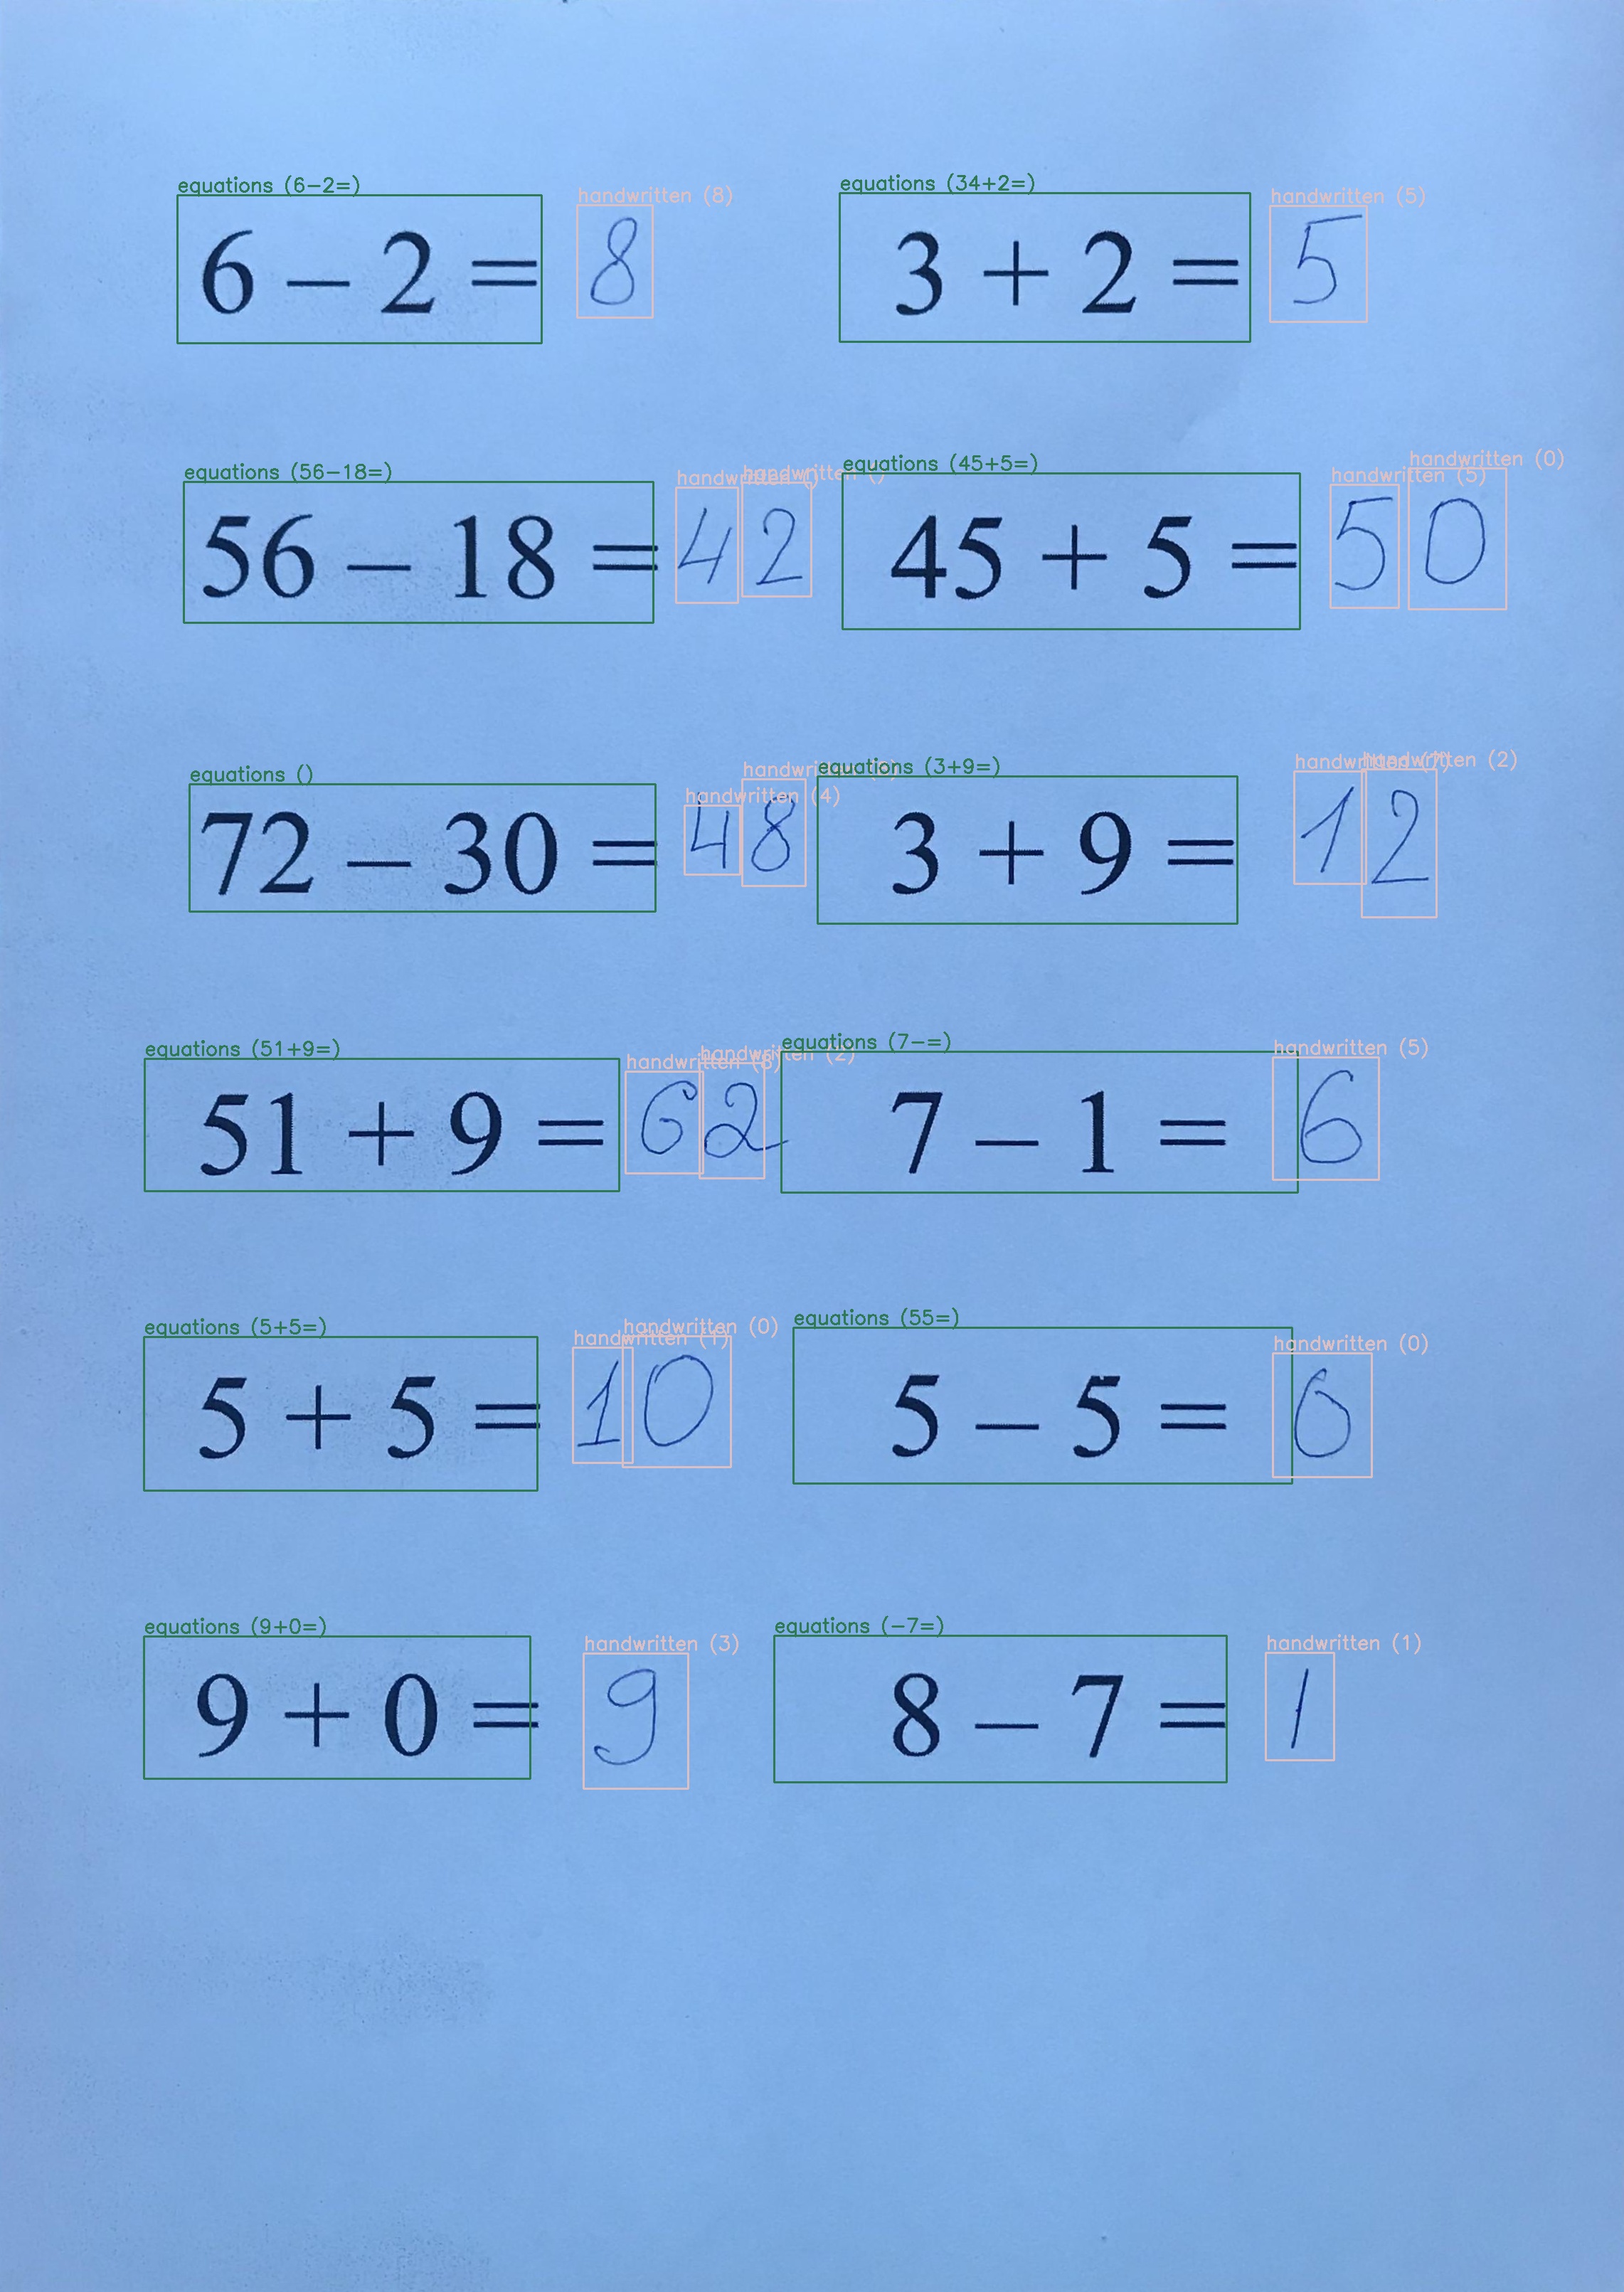 equations (6-2=) handwritten (8) equations (34+2=) handwritten (5)
6 – 2 = 8 3 + 2 = 5
equations (56-18=) handwritten () handwritten () equations (45+5=) handwritten (5) handwritten (0)
56 – 18 = 42 45 + 5 = 50
equations () handwritten (4) equations (3+9=) handwritten handwritten (2)
72 – 30 = 48 3 + 9 = 12
equations (51+9=) handwritten (6) handwritten (2) equations (7-=) handwritten (5)
51 + 9 = 62 7 – 1 = 6
equations (5+5=) handwritten (1) handwritten (0) equations (55=) handwritten (0)
5 + 5 = 10 5 – 5 = 0
equations (9+0=) handwritten (3) equations (-7=) handwritten (1)
9 + 0 = 9 8 – 7 = 1